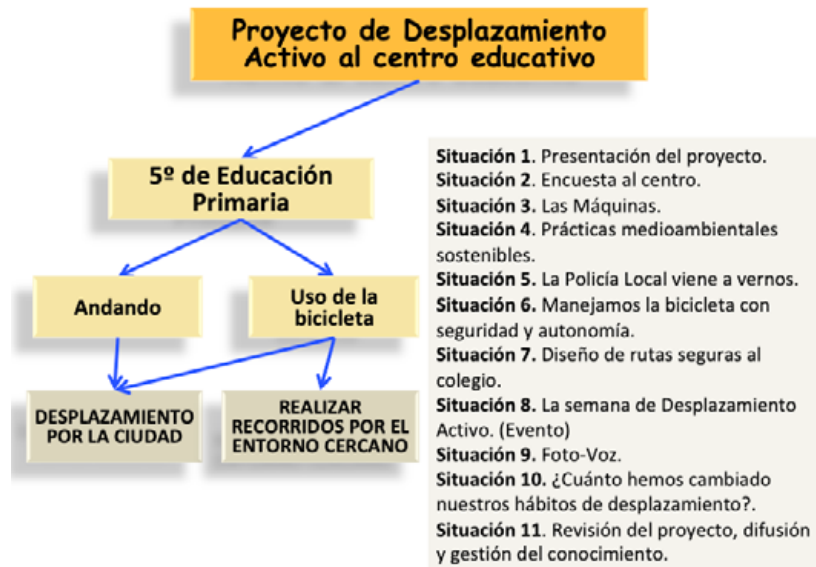 Proyecto de Desplazamiento
Activo al centro educativo
5º de Educación
Primaria
Andando
Uso de la
bicicleta
DESPLAZAMIENTO
POR LA CIUDAD
REALIZAR
RECORRIDOS POR EL
ENTORNO CERCANO
Situación 1. Presentación del proyecto.
Situación 2. Encuesta al centro.
Situación 3. Las Máquinas.
Situación 4. Prácticas medioambientales
sostenibles.
Situación 5. La Policía Local viene a vernos.
Situación 6. Manejamos la bicicleta con
seguridad y autonomía.
Situación 7. Diseño de rutas seguras al
colegio.
Situación 8. La semana de Desplazamiento
Activo. (Evento)
Situación 9. Foto-Voz.
Situación 10. ¿Cuánto hemos cambiado
nuestros hábitos de desplazamiento?.
Situación 11. Revisión del proyecto, difusión
y gestión del conocimiento.